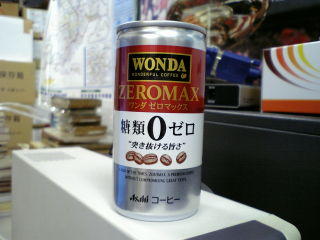 WONDA
WONDERFUL COFFEE
ZEROMAX
ワンダ ゼロマックス
糖類0ゼロ
"突き抜ける旨さ"
Asahi コーヒー